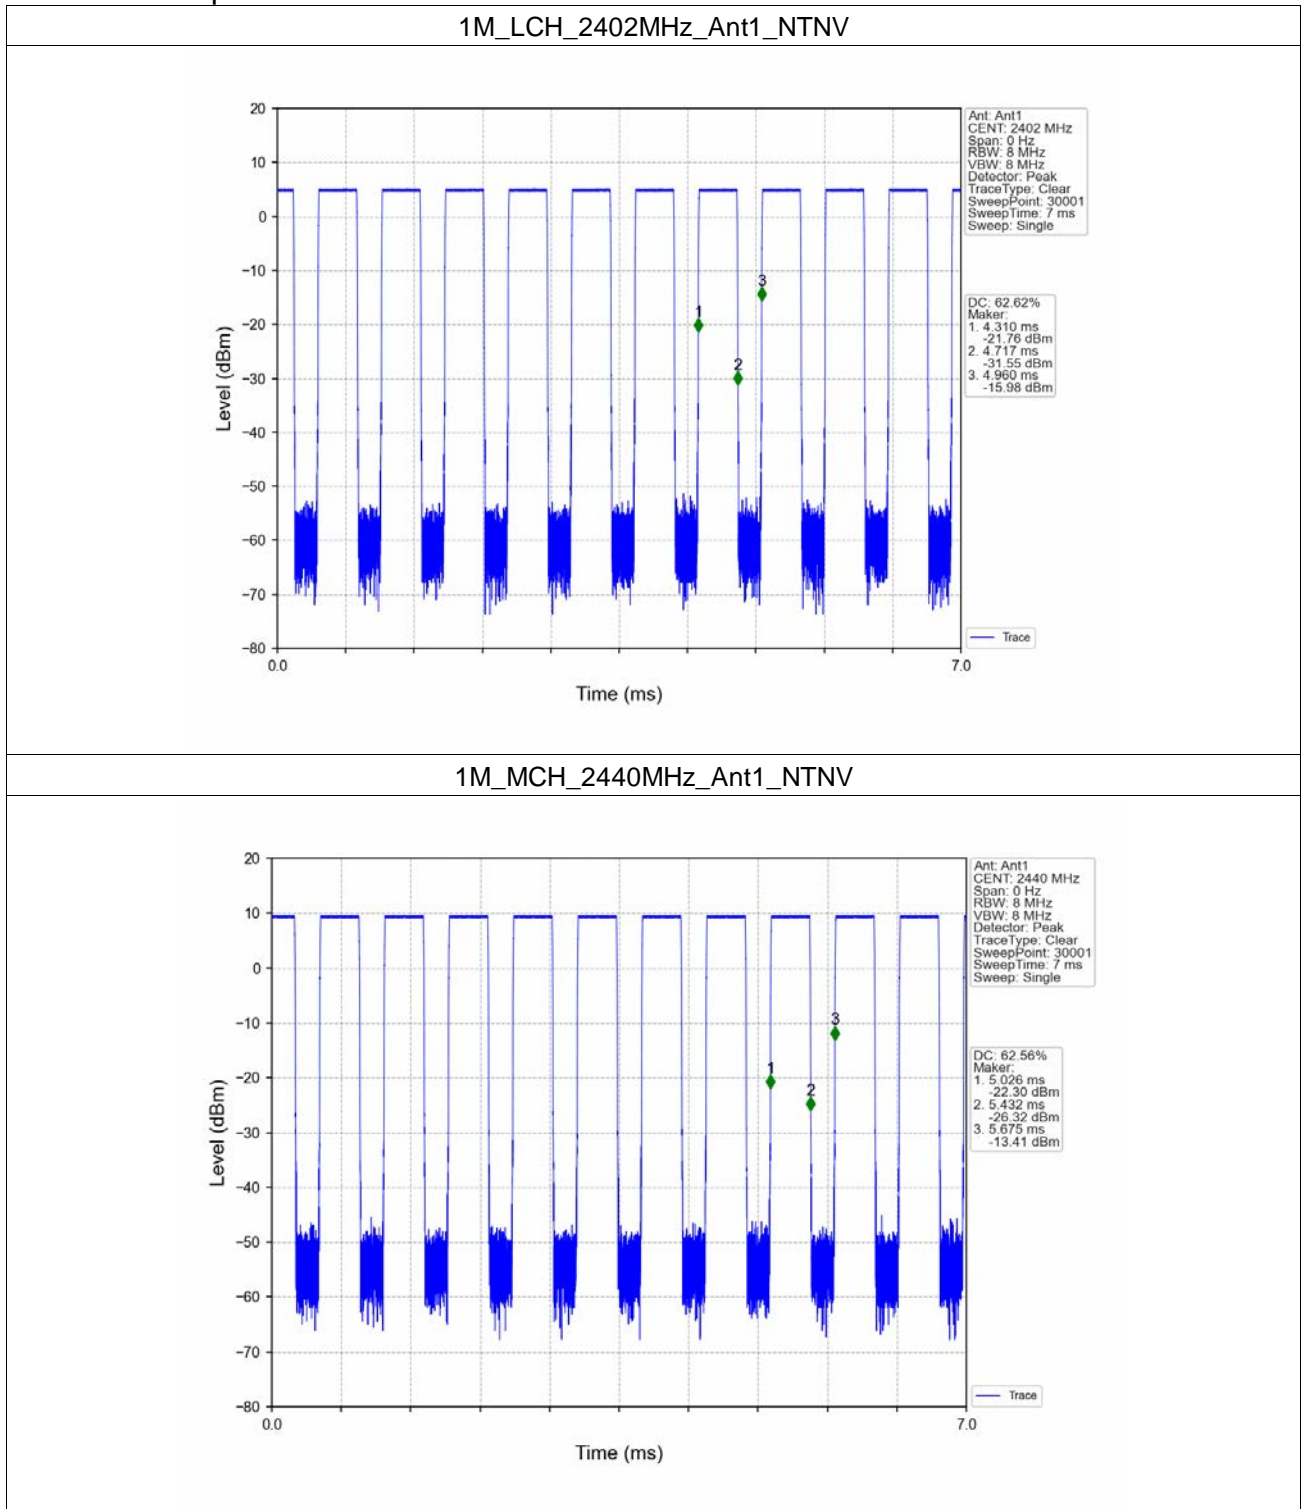 1M_LCH_2402MHz_Ant1_NTNV
20
10
0
−10
−20
−30
−40
−50
−60
−70
−80
Level (dBm)
0.0
7.0
Time (ms)
1
2
3
Ant: Ant1
CENT: 2402 MHz
Span: 0 Hz
RBW: 8 MHz
VBW: 8 MHz
Detector: Peak
TraceType: Clear
SweepPoint: 30001
SweepTime: 7 ms
Sweep: Single
DC: 62.62%
Maker:
1. 4.310 ms
-21.76 dBm
2. 4.717 ms
-31.55 dBm
3. 4.960 ms
-15.98 dBm
Trace
1M_MCH_2440MHz_Ant1_NTNV
20
10
0
−10
−20
−30
−40
−50
−60
−70
−80
Level (dBm)
0.0
7.0
Time (ms)
1
2
3
Ant: Ant1
CENT: 2440 MHz
Span: 0 Hz
RBW: 8 MHz
VBW: 8 MHz
Detector: Peak
TraceType: Clear
SweepPoint: 30001
SweepTime: 7 ms
Sweep: Single
DC: 62.56%
Maker:
1. 5.026 ms
-22.30 dBm
2. 5.432 ms
-26.32 dBm
3. 5.675 ms
-13.41 dBm
Trace